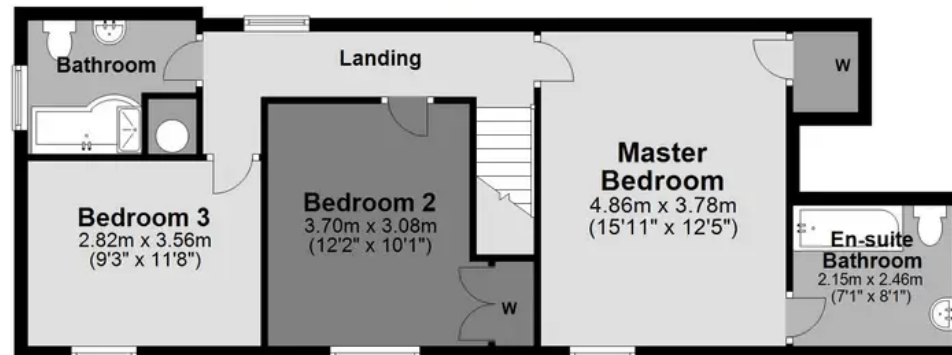 Bathroom
Landing
W
Master
Bedroom
4.86m x 3.78m
(15'11" x 12'5")
Bedroom 2
3.70m x 3.08m
(12'2" x 10'1")
Bedroom 3
2.82m x 3.56m
(9'3" x 11'8")
En-suite
Bathroom
2.15m x 2.46m
(7'1" x 8'1")
W